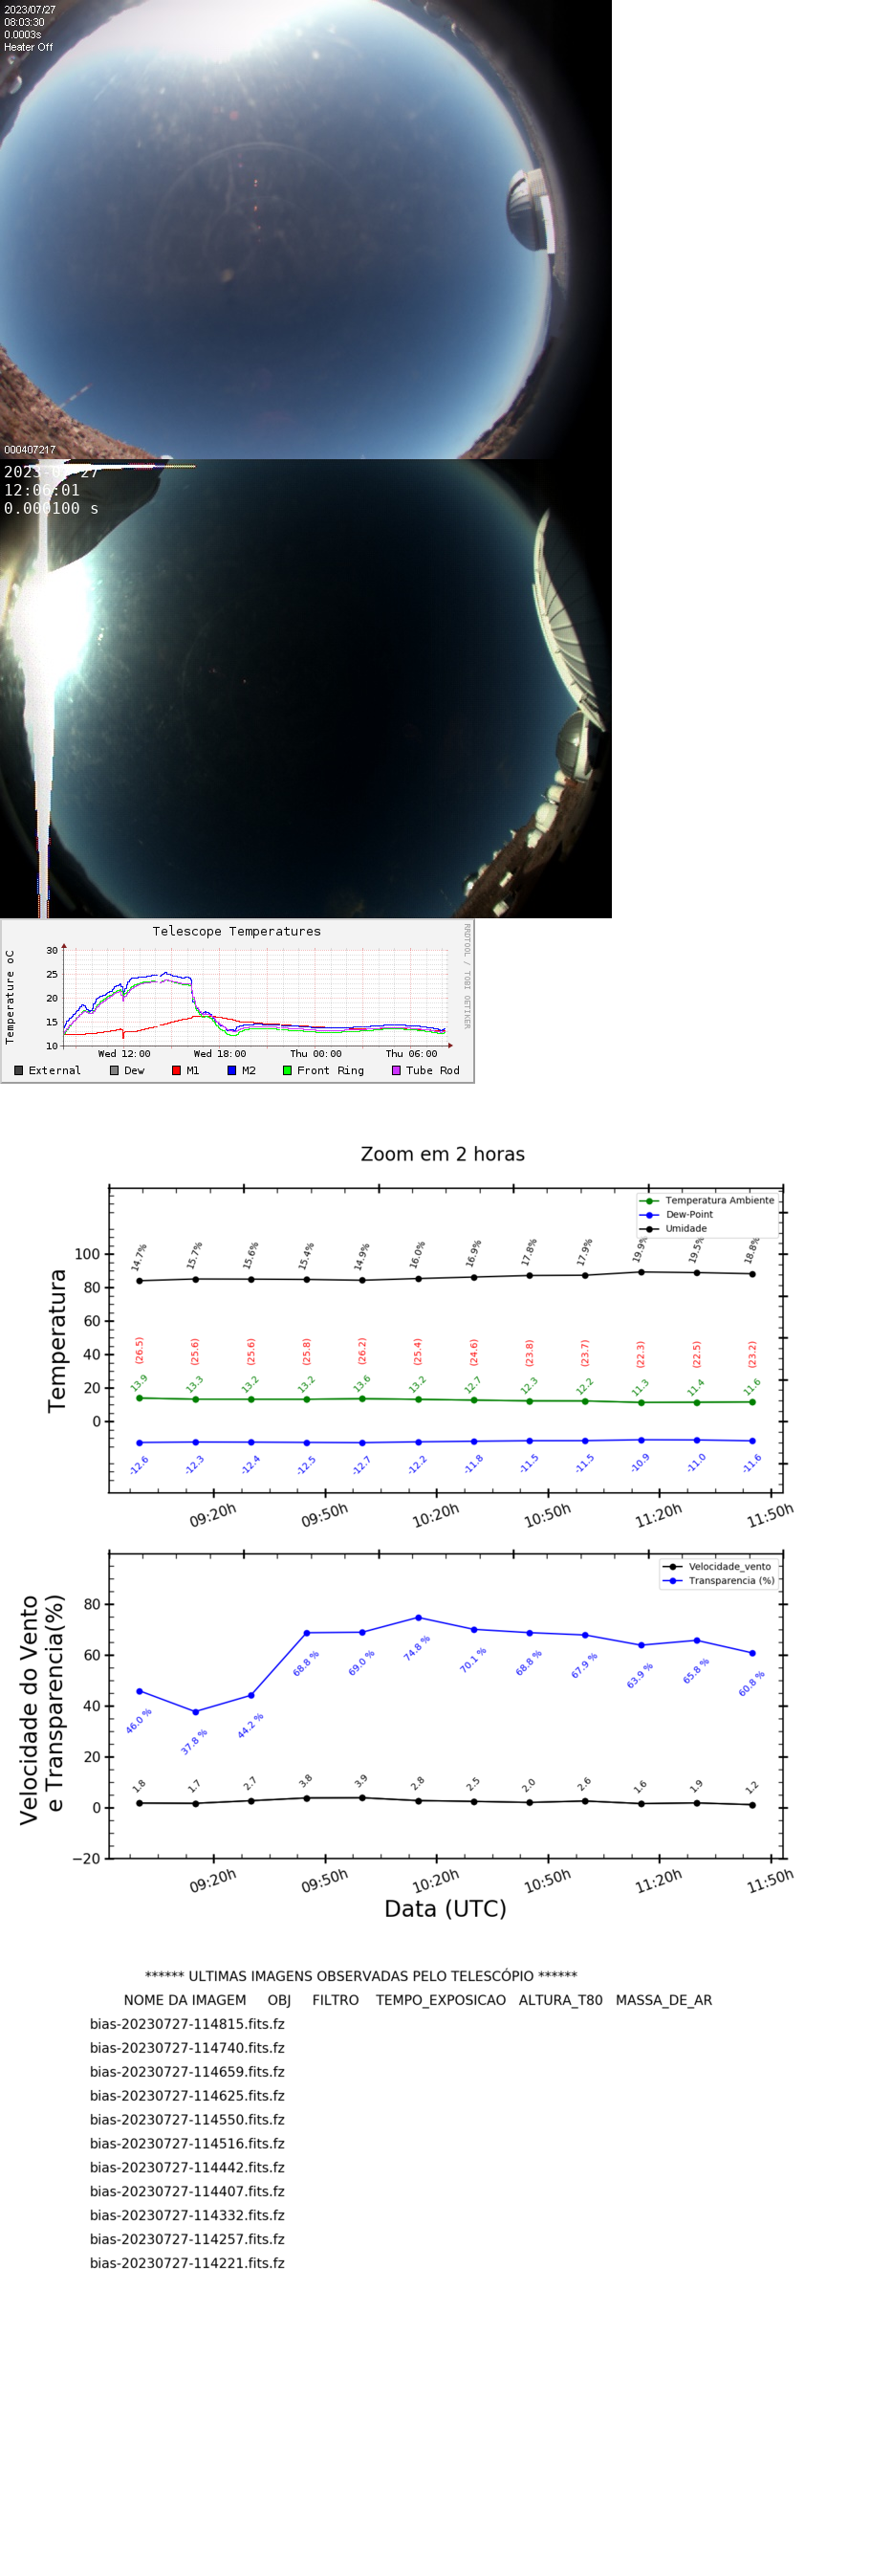 2023/07/27
08:03:30
0.0003s
Heater Off
000407217
2023-07-27
12:06:01
0.000100 s
Telescope Temperatures
Temperature oC
RRDTOOL / TOBI OETIKER
30
25
20
15
10
Wed 12:00 Wed 18:00 Thu 00:00 Thu 06:00
External Dew M1 M2 Front Ring Tube Rod
Zoom em 2 horas
Temperatura Ambiente
Dew-Point
Umidade
Temperatura
100
80
60
40
20
0
14.7% 15.7% 15.6% 15.4% 14.9% 16.0% 16.9% 17.8% 17.9% 19.9% 19.5% 18.8%
(26.5) (25.6) (25.6) (25.8) (26.2) (25.4) (24.6) (23.8) (23.7) (22.3) (22.5) (23.2)
13.9 13.3 13.2 13.2 13.6 13.2 12.7 12.3 12.2 11.3 11.4 11.6
-12.6 -12.3 -12.4 -12.5 -12.7 -12.2 -11.8 -11.5 -11.5 -10.9 -11.0 -11.6
09:20h 09:50h 10:20h 10:50h 11:20h 11:50h
Velocidade_vento
Transparencia (%)
Velocidade do Vento
e Transparencia(%)
80
60
40
20
0
−20
46.0 % 37.8 % 44.2 % 68.8 % 69.0 % 74.8 % 70.1 % 68.8 % 67.9 % 63.9 % 65.8 % 60.8 %
1.8 1.7 2.7 3.8 3.9 2.8 2.5 2.0 2.6 1.6 1.9 1.2
09:20h 09:50h 10:20h 10:50h 11:20h 11:50h
Data (UTC)
****** ULTIMAS IMAGENS OBSERVADAS PELO TELESCÓPIO ******
NOME DA IMAGEM OBJ FILTRO TEMPO_EXPOSICAO ALTURA_T80 MASSA_DE_AR
bias-20230727-114815.fits.fz
bias-20230727-114740.fits.fz
bias-20230727-114659.fits.fz
bias-20230727-114625.fits.fz
bias-20230727-114550.fits.fz
bias-20230727-114516.fits.fz
bias-20230727-114442.fits.fz
bias-20230727-114407.fits.fz
bias-20230727-114332.fits.fz
bias-20230727-114257.fits.fz
bias-20230727-114221.fits.fz